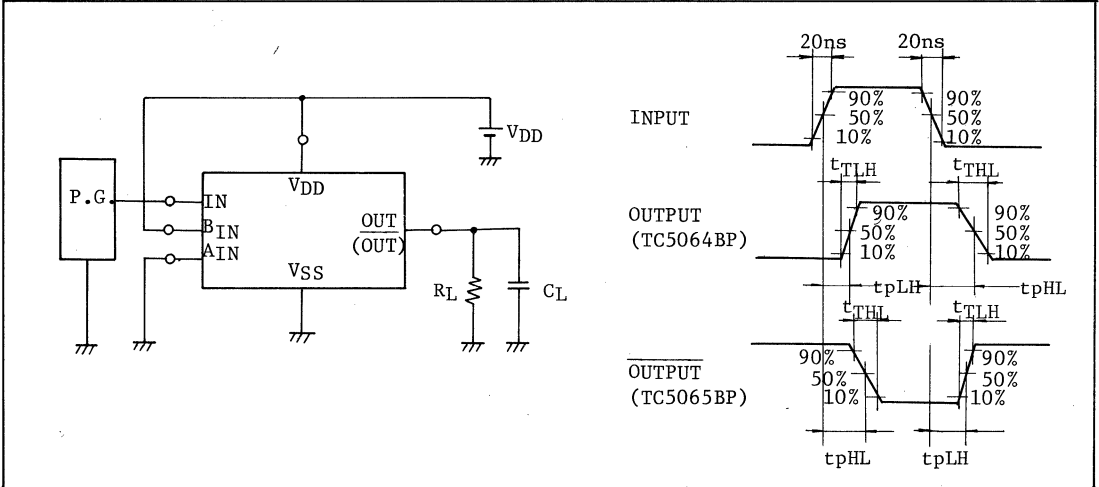 P.G.
IN
BIN
AIN
VDD
VSS
OUT
(OUT)
VDD
RL
CL
INPUT
20ns 20ns
90% 90%
50% 50%
10% 10%
OUTPUT
(TC5064BP)
tTLH tTHL
90% 90%
50% 50%
10% 10%
tpLH tpHL
OUTPUT
(TC5065BP)
tTHL tTLH
90% 90%
50% 50%
10% 10%
tpHL tpLH